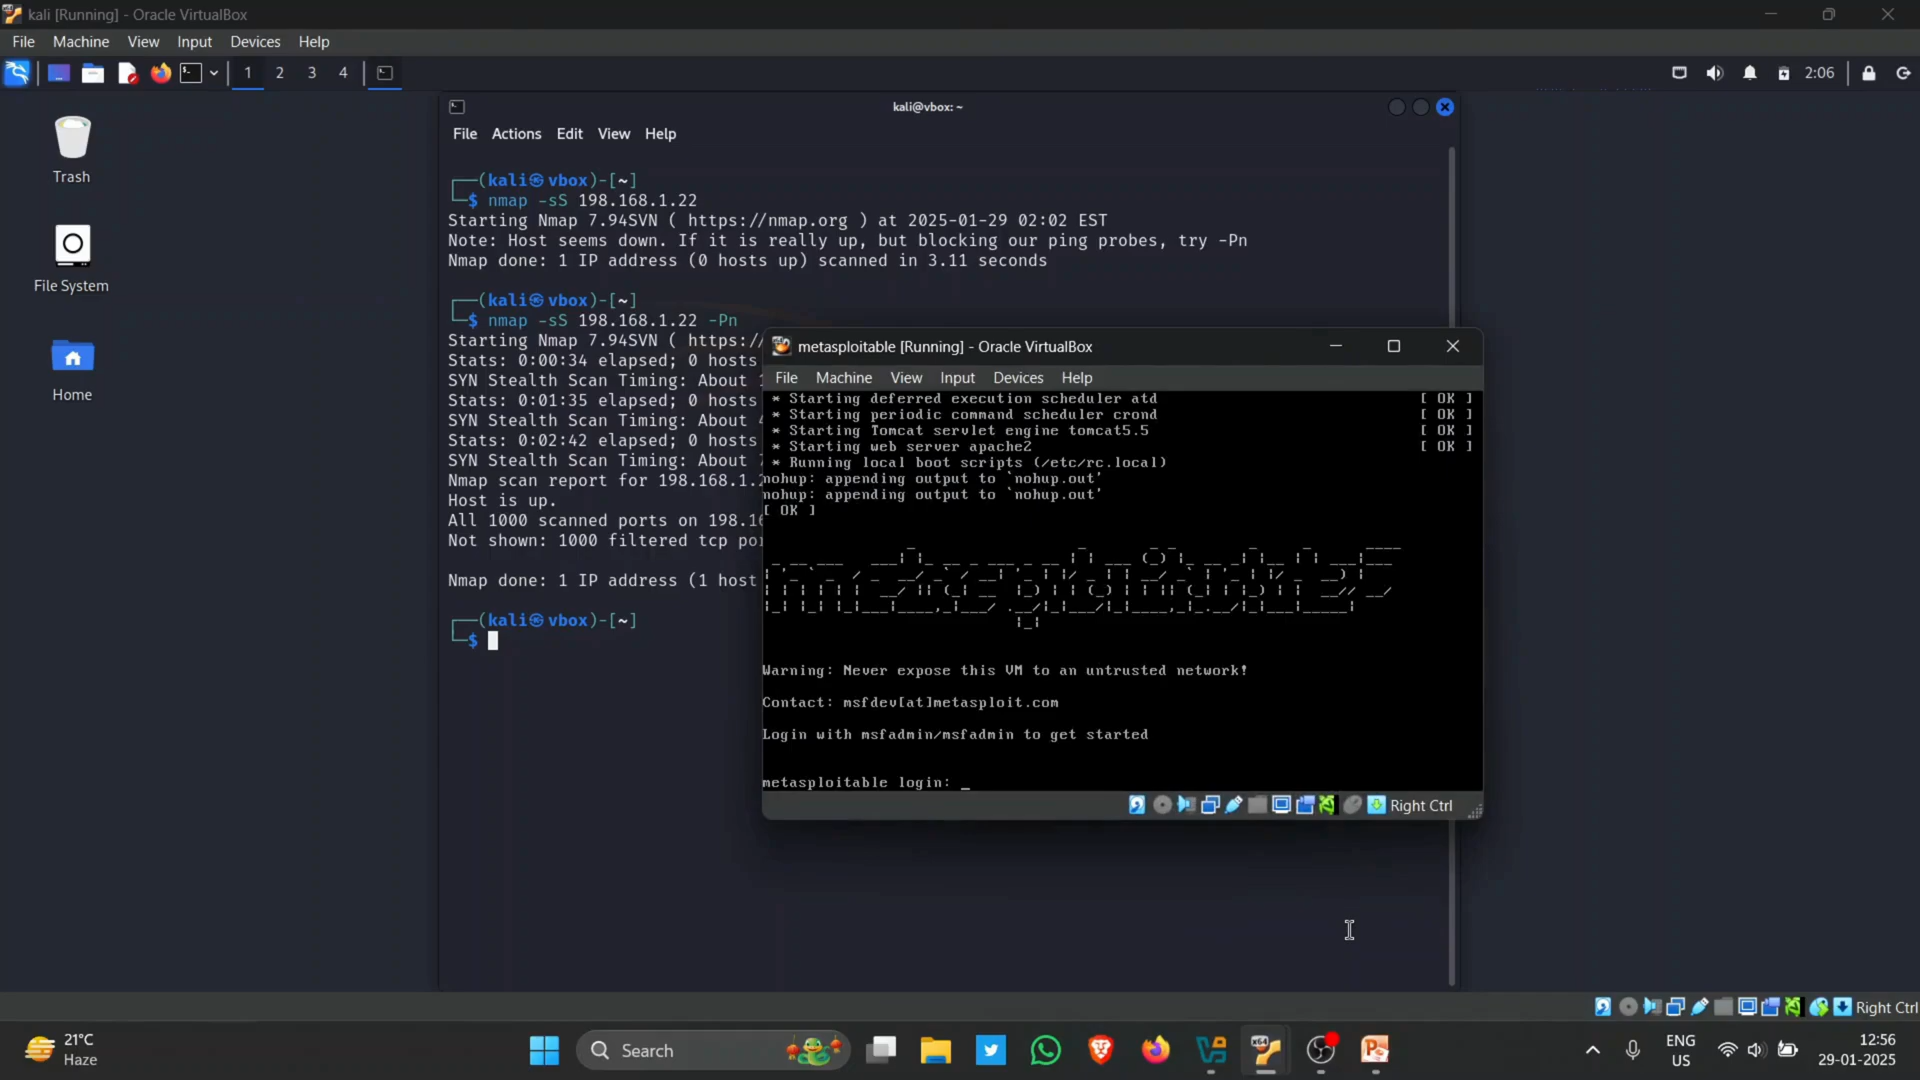 kali [Running] - Oracle VirtualBox
File Machine View Input Devices Help
1 2 3 4
2:06
Trash
File System
Home
kali@vbox: ~
File Actions Edit View Help
┌──(kali㉿vbox)-[~]
└─$ nmap -sS 198.168.1.22
Starting Nmap 7.94SVN ( https://nmap.org ) at 2025-01-29 02:02 EST
Note: Host seems down. If it is really up, but blocking our ping probes, try -Pn
Nmap done: 1 IP address (0 hosts up) scanned in 3.11 seconds
┌──(kali㉿vbox)-[~]
└─$ nmap -sS 198.168.1.22 -Pn
Starting Nmap 7.94SVN ( https:/
Stats: 0:00:34 elapsed; 0 hosts
SYN Stealth Scan Timing: About
Stats: 0:01:35 elapsed; 0 hosts
SYN Stealth Scan Timing: About
Stats: 0:02:42 elapsed; 0 hosts
SYN Stealth Scan Timing: About
Nmap scan report for 198.168.1.2
Host is up.
All 1000 scanned ports on 198.16
Not shown: 1000 filtered tcp po
Nmap done: 1 IP address (1 host
┌──(kali㉿vbox)-[~]
└─$
metasploitable [Running] - Oracle VirtualBox
File Machine View Input Devices Help
* Starting deferred execution scheduler atd [ OK ]
* Starting periodic command scheduler crond [ OK ]
* Starting Tomcat servlet engine tomcat5.5 [ OK ]
* Starting web server apache2 [ OK ]
* Running local boot scripts (/etc/rc.local)
nohup: appending output to `nohup.out'
nohup: appending output to `nohup.out'
[ OK ]
metasploitable2
Warning: Never expose this VM to an untrusted network!
Contact: msfdev[at]metasploit.com
Login with msfadmin/msfadmin to get started
metasploitable login: _
Right Ctrl
Right Ctrl
21°C
Haze
Search
ENG
US
12:56
29-01-2025